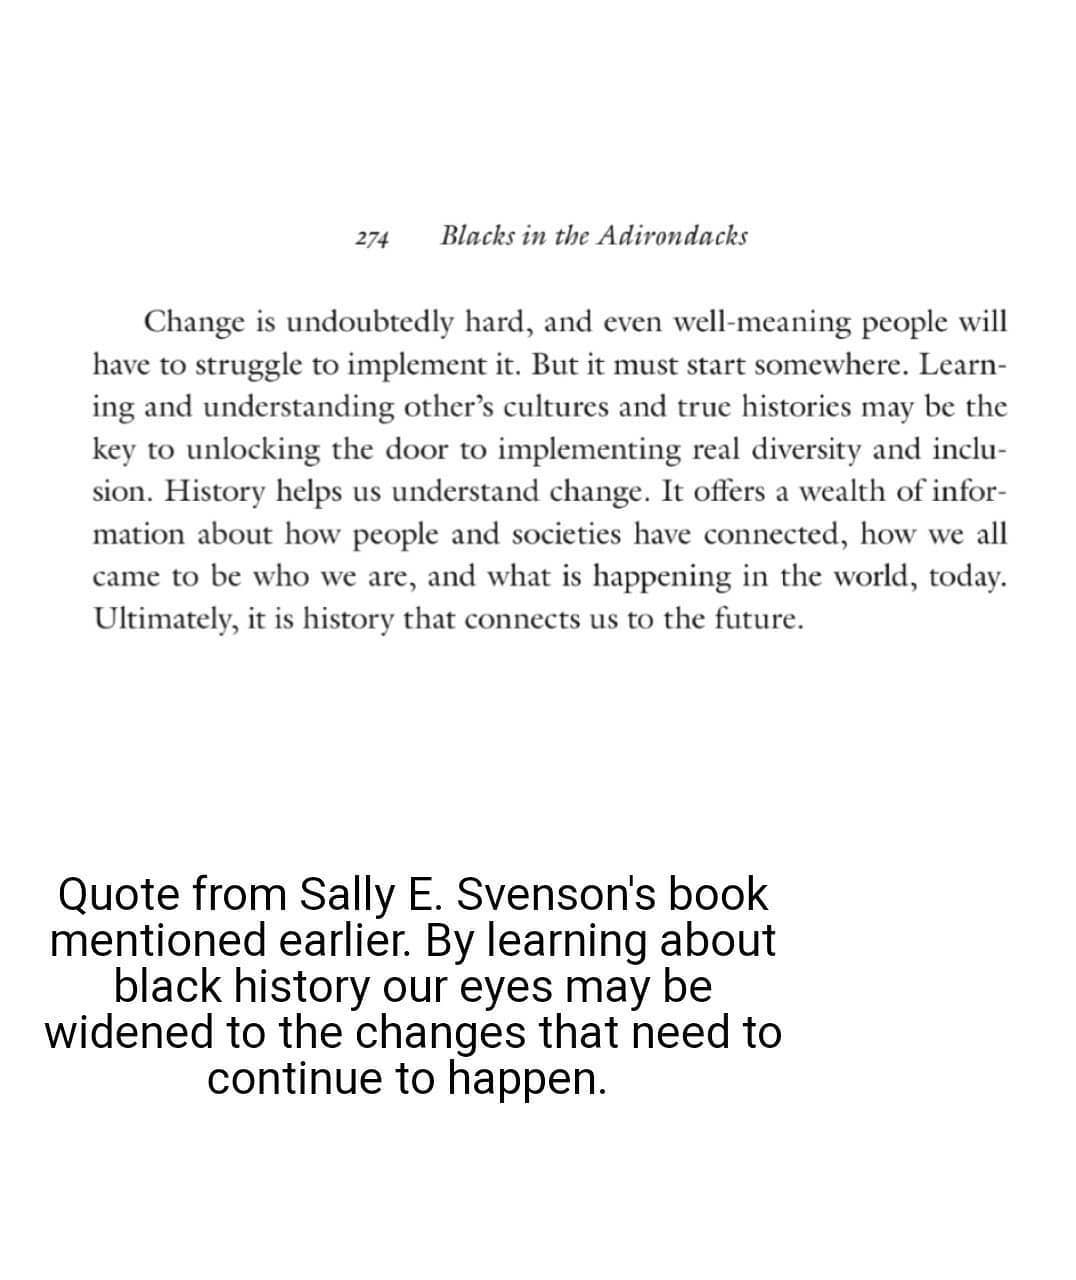 274 Blacks in the Adirondacks
Change is undoubtedly hard, and even well-meaning people will
have to struggle to implement it. But it must start somewhere. Learn-
ing and understanding other's cultures and true histories may be the
key to unlocking the door to implementing real diversity and inclu-
sion. History helps us understand change. It offers a wealth of infor-
mation about how people and societies have connected, how we all
came to be who we are, and what is happening in the world, today.
Ultimately, it is history that connects us to the future.
Quote from Sally E. Svenson's book
mentioned earlier. By learning about
black history our eyes may be
widened to the changes that need to
continue to happen.